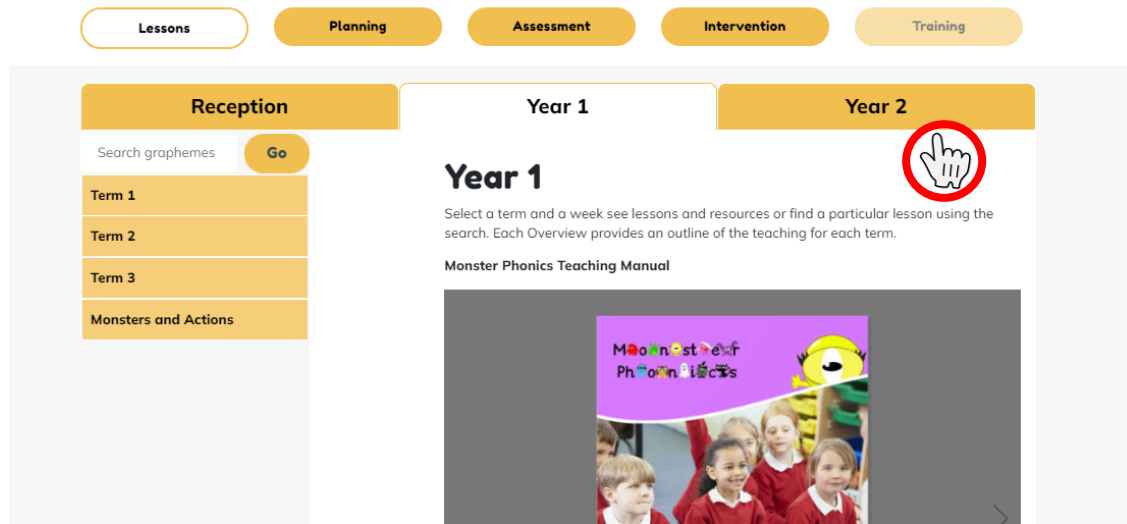 Lessons
Planning
Assessment
Intervention
Training
Reception
Year 1
Year 2
Search graphemes
Go
Term 1
Term 2
Term 3
Monsters and Actions
Year 1
Select a term and a week see lessons and resources or find a particular lesson using the
search. Each Overview provides an outline of the teaching for each term.
Monster Phonics Teaching Manual
Monster
Phonics